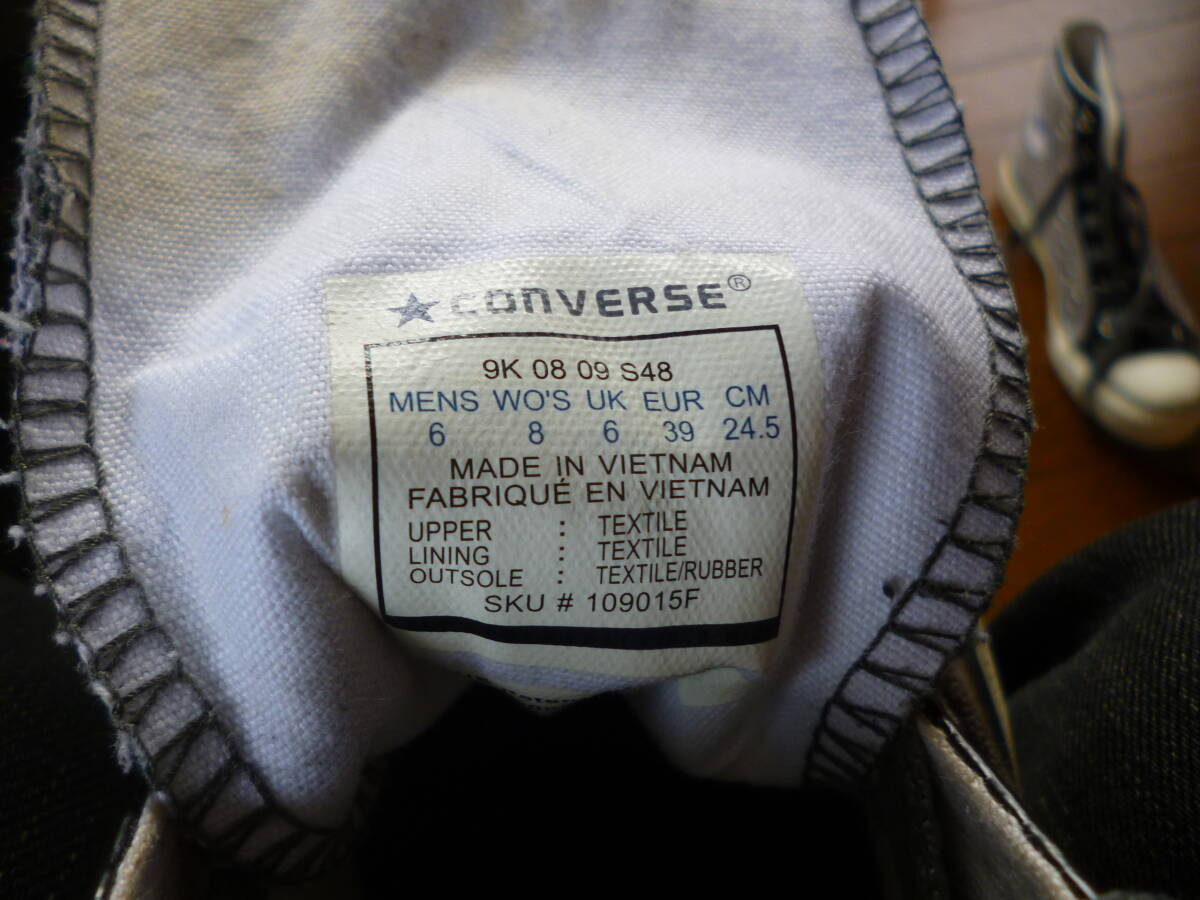 ★CONVERSE®
9K 08 09 S48
MENS WO'S UK EUR CM
6 8 6 39 24.5
MADE IN VIETNAM
FABRIQUÉ EN VIETNAM
UPPER : TEXTILE
LINING : TEXTILE
OUTSOLE : TEXTILE/RUBBER
SKU # 109015F